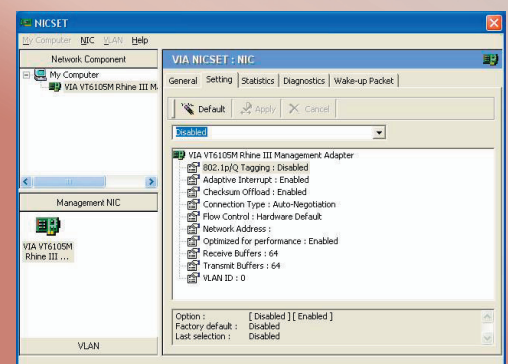 NICSET
My Computer NIC VLAN Help
Network Component
My Computer
VIA VT6105M Rhine III M
Management NIC
VIA VT6105M
Rhine III ...
VLAN
VIA NICSET : NIC
General Setting Statistics Diagnostics Wake-up Packet
Default Apply Cancel
Disabled
VIA VT6105M Rhine III Management Adapter
802.1p/Q Tagging : Disabled
Adaptive Interrupt : Enabled
Checksum Offload : Enabled
Connection Type : Auto-Negotiation
Flow Control : Hardware Default
Network Address :
Optimized for performance : Enabled
Receive Buffers : 64
Transmit Buffers : 64
VLAN ID : 0
Option : [ Disabled ] [ Enabled ]
Factory default : Disabled
Last selection : Disabled